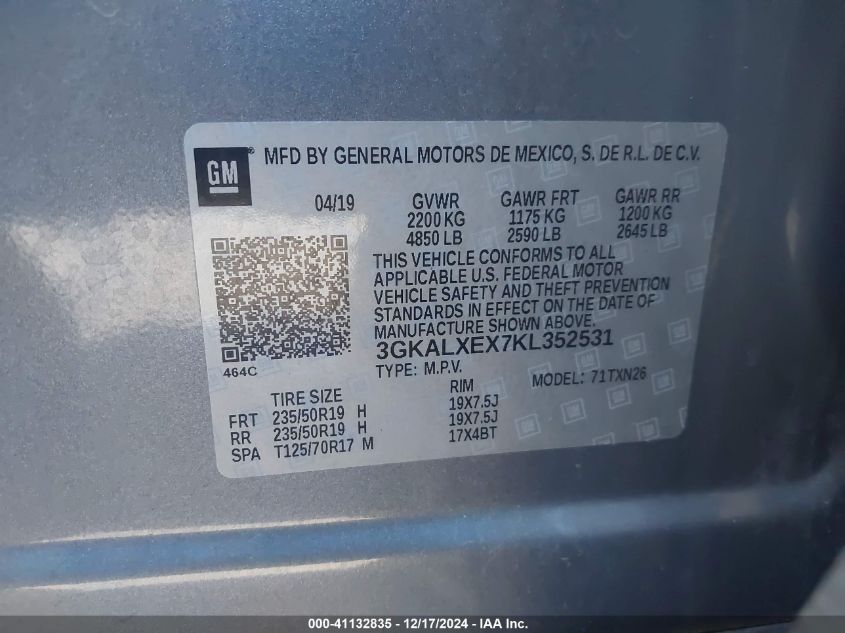 GM MFD BY GENERAL MOTORS DE MEXICO, S. DE R.L. DE C.V.
04/19 GVWR GAWR FRT GAWR RR
2200 KG 1175 KG 1200 KG
4850 LB 2590 LB 2645 LB
THIS VEHICLE CONFORMS TO ALL
APPLICABLE U.S. FEDERAL MOTOR
VEHICLE SAFETY AND THEFT PREVENTION
STANDARDS IN EFFECT ON THE DATE OF
MANUFACTURE SHOWN ABOVE.
3GKALXEX7KL352531
464C TYPE: M.P.V. MODEL: 71TXN26
TIRE SIZE RIM
FRT 235/50R19 H 19X7.5J
RR 235/50R19 H 19X7.5J
SPA T125/70R17 M 17X4BT
000-41132835 - 12/17/2024 - IAA Inc.